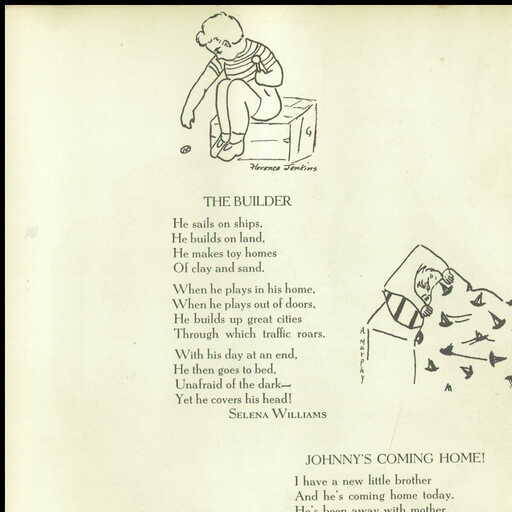 Florence Jenkins
THE BUILDER
He sails on ships,
He builds on land,
He makes toy homes
Of clay and sand.
When he plays in his home,
When he plays out of doors,
He builds up great cities
Through which traffic roars.
With his day at an end,
He then goes to bed,
Unafraid of the dark—
Yet he covers his head!
SELENA WILLIAMS
A. Murphy
JOHNNY'S COMING HOME!
I have a new little brother
And he's coming home today.
He's been away with mother